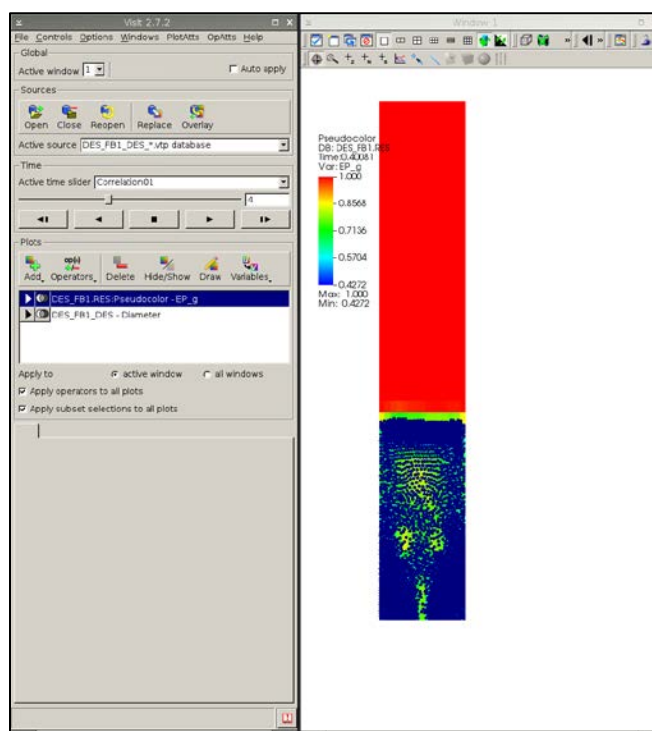 VisIt 2.7.2
File Controls Options Windows PlotAtts OpAtts Help
Global
Active window 1
Auto apply
Sources
Open Close Reopen Replace Overlay
Active source DES_FB1_DES_*.vtp database
Time
Active time slider Correlation01
4
Plots
Add Operators Delete Hide/Show Draw Variables
DES_FB1.RES:Pseudocolor - EP_g
DES_FB1_DES - Diameter
Apply to active window all windows
Apply operators to all plots
Apply subset selections to all plots
Window 1
Pseudocolor
DB: DES_FB1.RES
Time:0.40081
Var: EP_g
1.000
0.8568
0.7136
0.5704
0.4272
Max: 1.000
Min: 0.4272